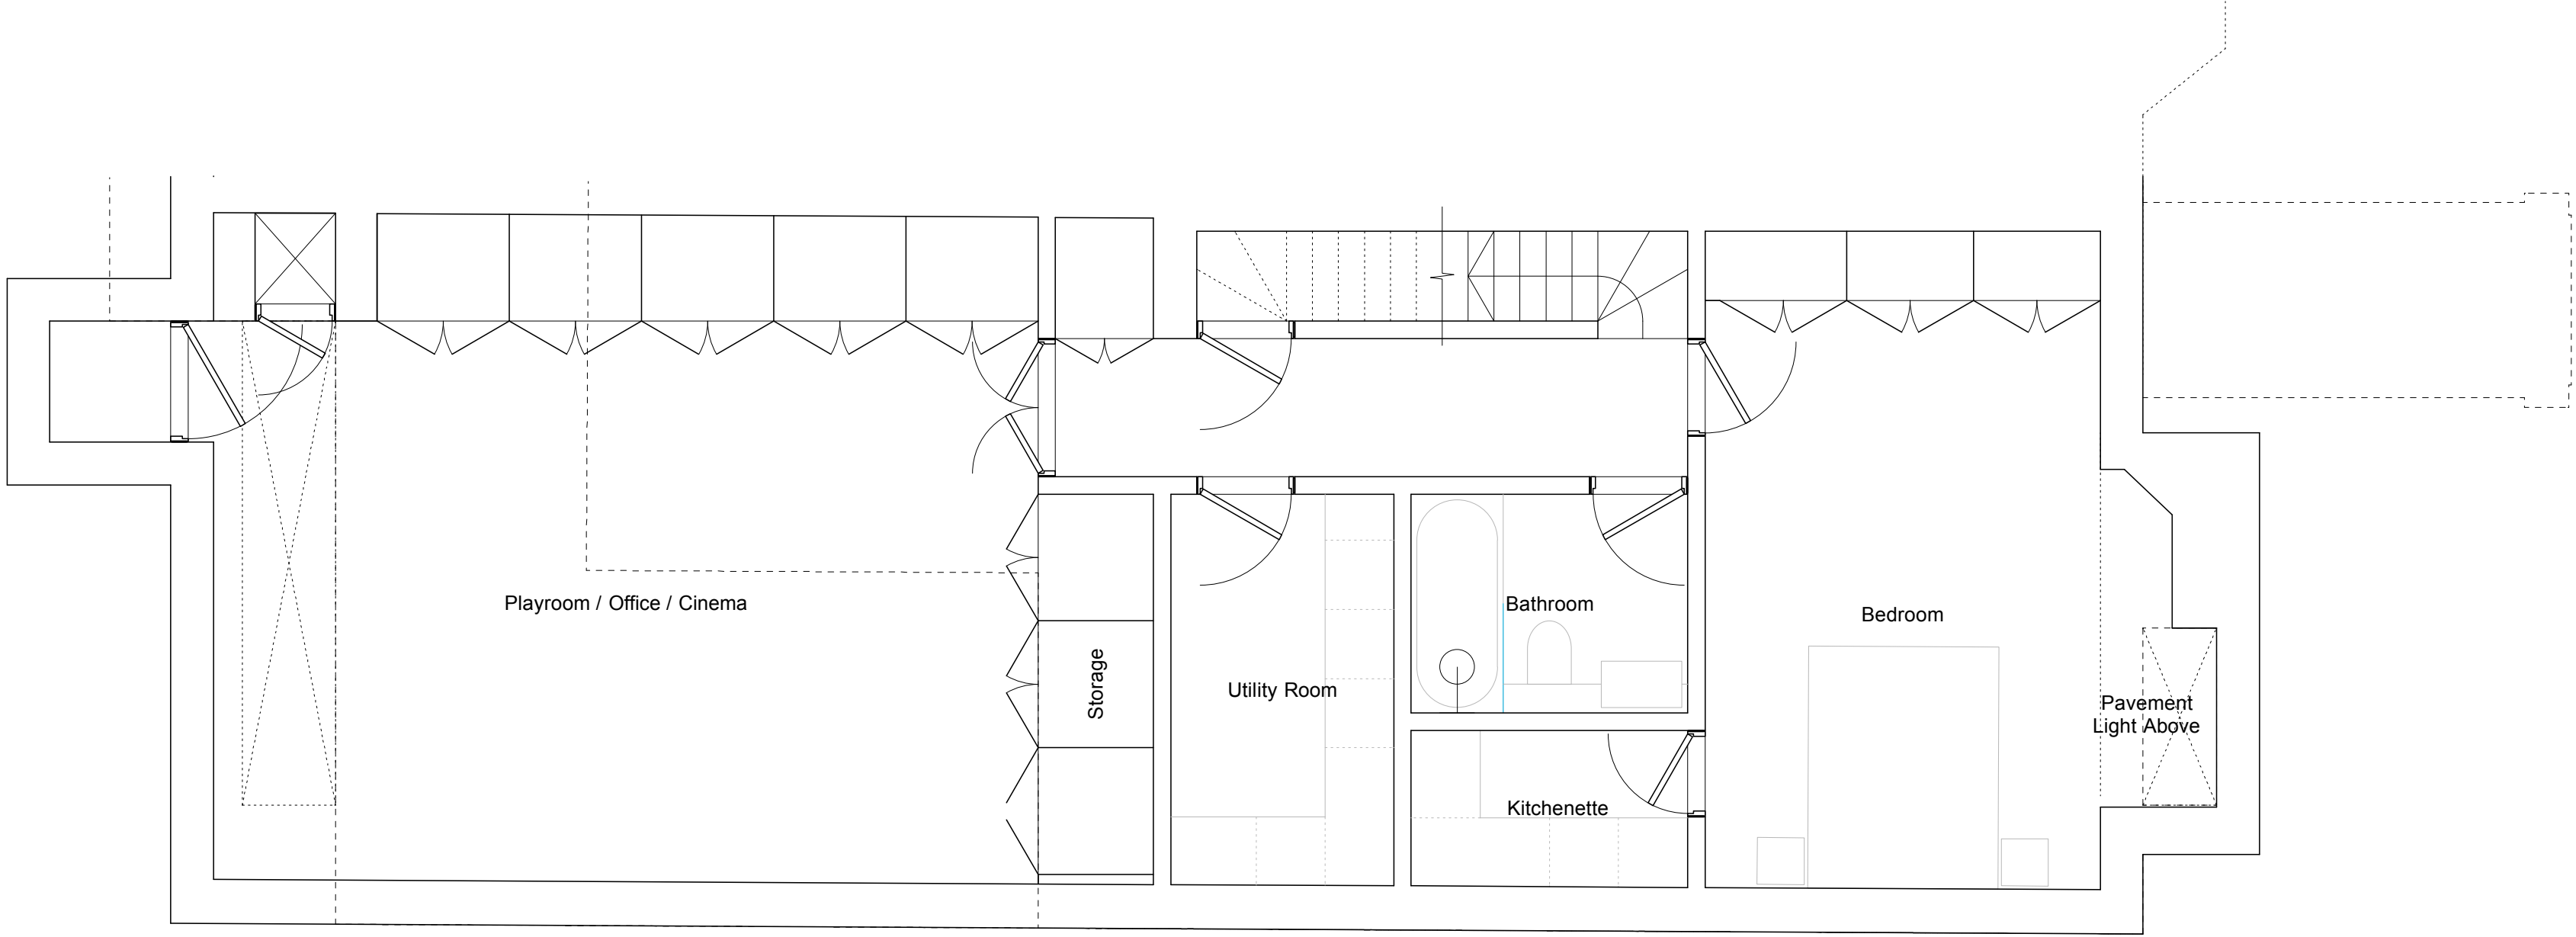 Playroom / Office / Cinema
Storage
Utility Room
Bathroom
Kitchenette
Bedroom
Pavement
Light Above